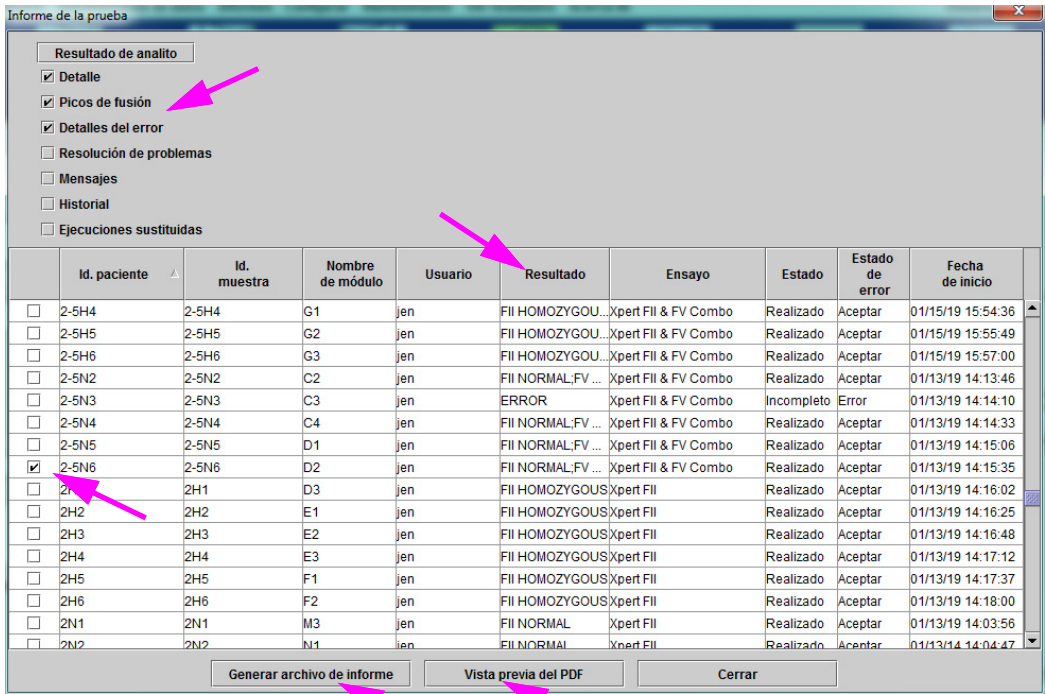 Informe de la prueba
Resultado de analito
Detalle
Picos de fusión
Detalles del error
Resolución de problemas
Mensajes
Historial
Ejecuciones sustituidas
Id. paciente Id. muestra Nombre de módulo Usuario Resultado Ensayo Estado Estado de error Fecha de inicio
2-5H4 2-5H4 G1 jen FII HOMOZYGOU... Xpert FII & FV Combo Realizado Aceptar 01/15/19 15:54:36
2-5H5 2-5H5 G2 jen FII HOMOZYGOU... Xpert FII & FV Combo Realizado Aceptar 01/15/19 15:55:49
2-5H6 2-5H6 G3 jen FII HOMOZYGOU... Xpert FII & FV Combo Realizado Aceptar 01/15/19 15:57:00
2-5N2 2-5N2 C2 jen FII NORMAL;FV ... Xpert FII & FV Combo Realizado Aceptar 01/13/19 14:13:46
2-5N3 2-5N3 C3 jen ERROR Xpert FII & FV Combo Incompleto Error 01/13/19 14:14:10
2-5N4 2-5N4 C4 jen FII NORMAL;FV ... Xpert FII & FV Combo Realizado Aceptar 01/13/19 14:14:33
2-5N5 2-5N5 D1 jen FII NORMAL;FV ... Xpert FII & FV Combo Realizado Aceptar 01/13/19 14:15:06
2-5N6 2-5N6 D2 jen FII NORMAL;FV ... Xpert FII & FV Combo Realizado Aceptar 01/13/19 14:15:35
2H1 D3 jen FII HOMOZYGOUS Xpert FII Realizado Aceptar 01/13/19 14:16:02
2H2 2H2 E1 jen FII HOMOZYGOUS Xpert FII Realizado Aceptar 01/13/19 14:16:25
2H3 2H3 E2 jen FII HOMOZYGOUS Xpert FII Realizado Aceptar 01/13/19 14:16:48
2H4 2H4 E3 jen FII HOMOZYGOUS Xpert FII Realizado Aceptar 01/13/19 14:17:12
2H5 2H5 F1 jen FII HOMOZYGOUS Xpert FII Realizado Aceptar 01/13/19 14:17:37
2H6 2H6 F2 jen FII HOMOZYGOUS Xpert FII Realizado Aceptar 01/13/19 14:18:00
2N1 2N1 M3 jen FII NORMAL Xpert FII Realizado Aceptar 01/13/19 14:03:56
2N2 2N2 N1 jen FII NORMAL Xpert FII Realizado Aceptar 01/13/14 14:04:47
Generar archivo de informe Vista previa del PDF Cerrar